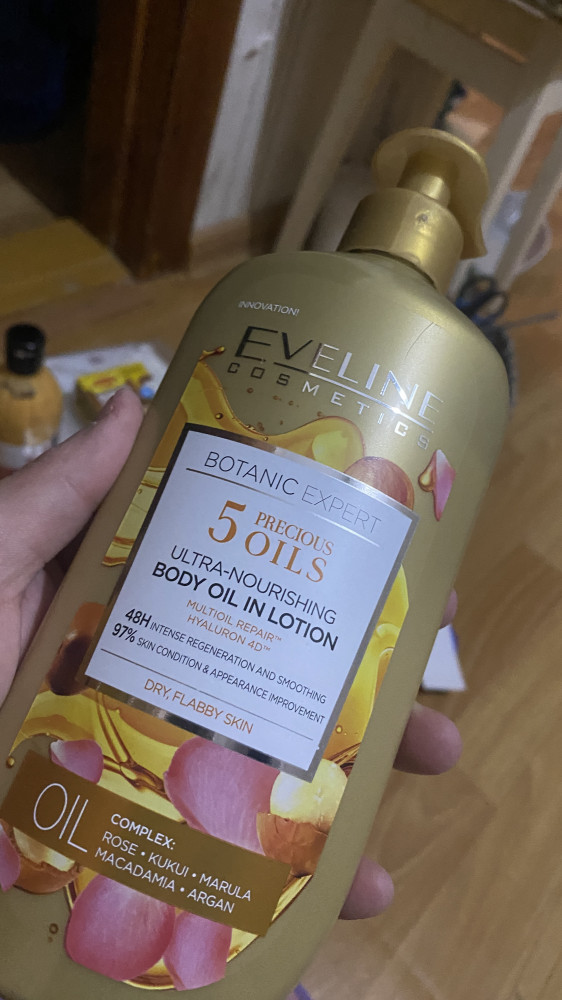 INNOVATION!
EVELINE
COSMETICS
BOTANIC EXPERT
5 PRECIOUS
OILS
ULTRA-NOURISHING
BODY OIL IN LOTION
MULTIOIL REPAIR™
HYALURON 4D™
48H INTENSE REGENERATION AND SMOOTHING
97% SKIN CONDITION & APPEARANCE IMPROVEMENT
DRY, FLABBY SKIN
OIL COMPLEX:
ROSE • KUKUI • MARULA
MACADAMIA • ARGAN